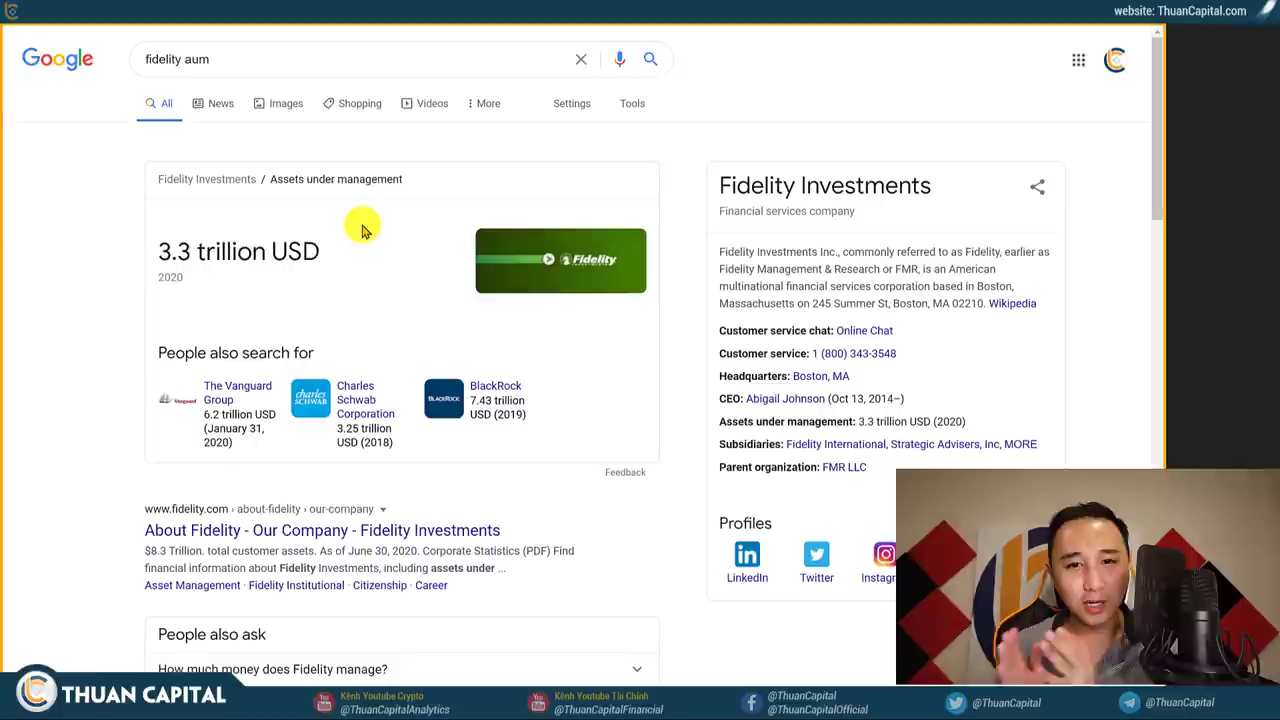 website: ThuanCapital.com
Google
fidelity aum
All
News
Images
Shopping
Videos
More
Settings
Tools
Fidelity Investments / Assets under management
3.3 trillion USD
2020
Fidelity
People also search for
The Vanguard
Group
6.2 trillion USD
(January 31,
2020)
Charles
Schwab
Corporation
3.25 trillion
USD (2018)
BlackRock
7.43 trillion
USD (2019)
Vanguard
charles
SCHWAB
BLACKROCK
Feedback
www.fidelity.com › about-fidelity › our-company
About Fidelity - Our Company - Fidelity Investments
$8.3 Trillion. total customer assets. As of June 30, 2020. Corporate Statistics (PDF) Find
financial information about Fidelity Investments, including assets under ...
Asset Management · Fidelity Institutional · Citizenship · Career
People also ask
How much money does Fidelity manage?
Fidelity Investments
Financial services company
Fidelity Investments Inc., commonly referred to as Fidelity, earlier as
Fidelity Management & Research or FMR, is an American
multinational financial services corporation based in Boston,
Massachusetts on 245 Summer St, Boston, MA 02210. Wikipedia
Customer service chat: Online Chat
Customer service: 1 (800) 343-3548
Headquarters: Boston, MA
CEO: Abigail Johnson (Oct 13, 2014–)
Assets under management: 3.3 trillion USD (2020)
Subsidiaries: Fidelity International, Strategic Advisers, Inc, MORE
Parent organization: FMR LLC
Profiles
LinkedIn
Twitter
Instagr
THUAN CAPITAL
Kênh Youtube Crypto
@ThuanCapitalAnalytics
Kênh Youtube Tài Chính
@ThuanCapitalFinancial
@ThuanCapital
@ThuanCapitalOfficial
@ThuanCapital
@ThuanCapital